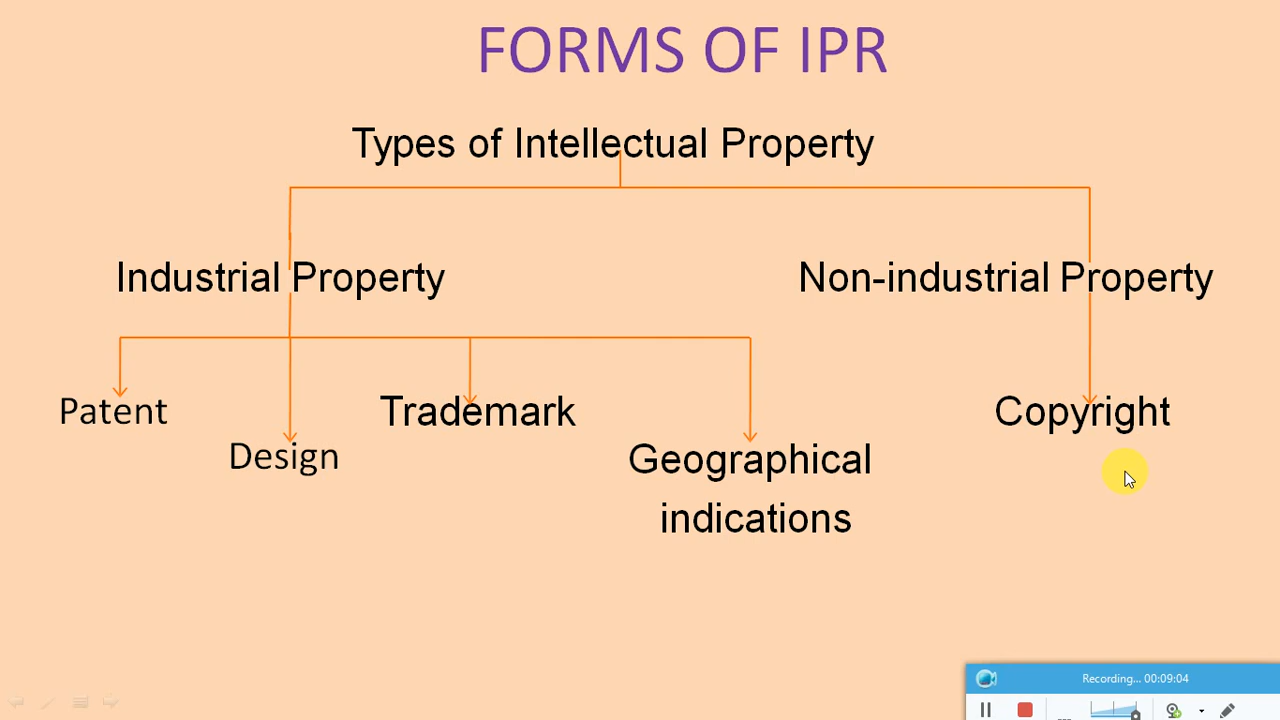 FORMS OF IPR
Types of Intellectual Property
Industrial Property
Non-industrial Property
Patent
Design
Trademark
Geographical
indications
Copyright
Recording... 00:09:04